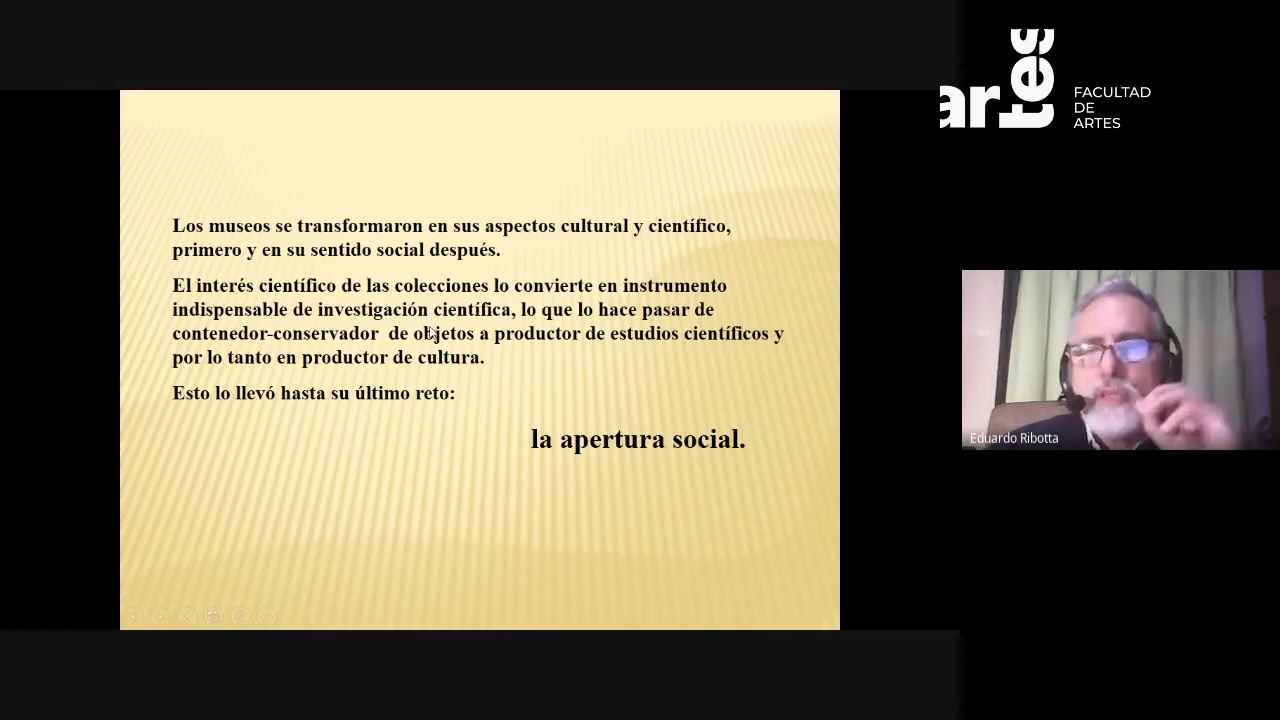 Los museos se transformaron en sus aspectos cultural y científico,
primero y en su sentido social después.
El interés científico de las colecciones lo convierte en instrumento
indispensable de investigación científica, lo que lo hace pasar de
contenedor-conservador de objetos a productor de estudios científicos y
por lo tanto en productor de cultura.
Esto lo llevó hasta su último reto:
la apertura social.
artes
FACULTAD
DE
ARTES
Eduardo Ribotta